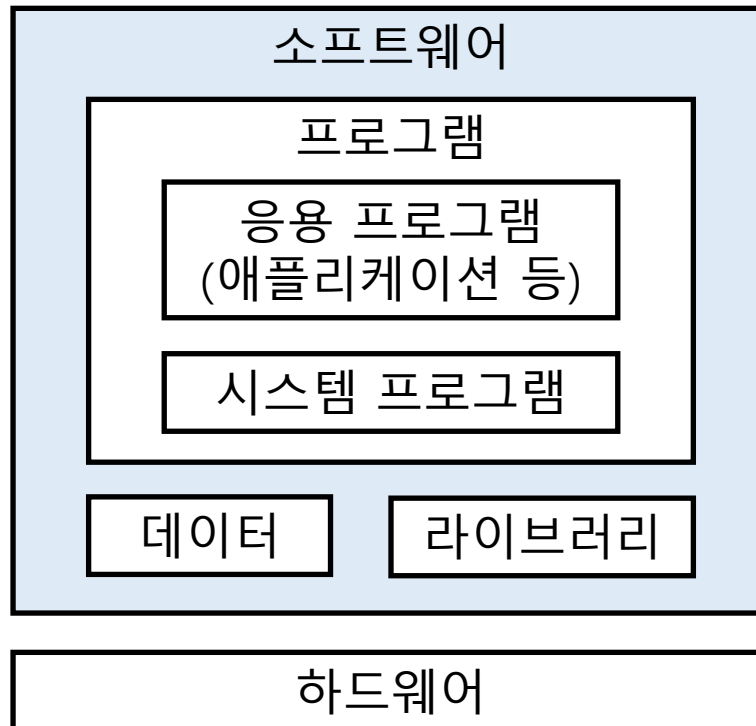 소프트웨어
프로그램
응용 프로그램
(애플리케이션 등)
시스템 프로그램
데이터
라이브러리
하드웨어